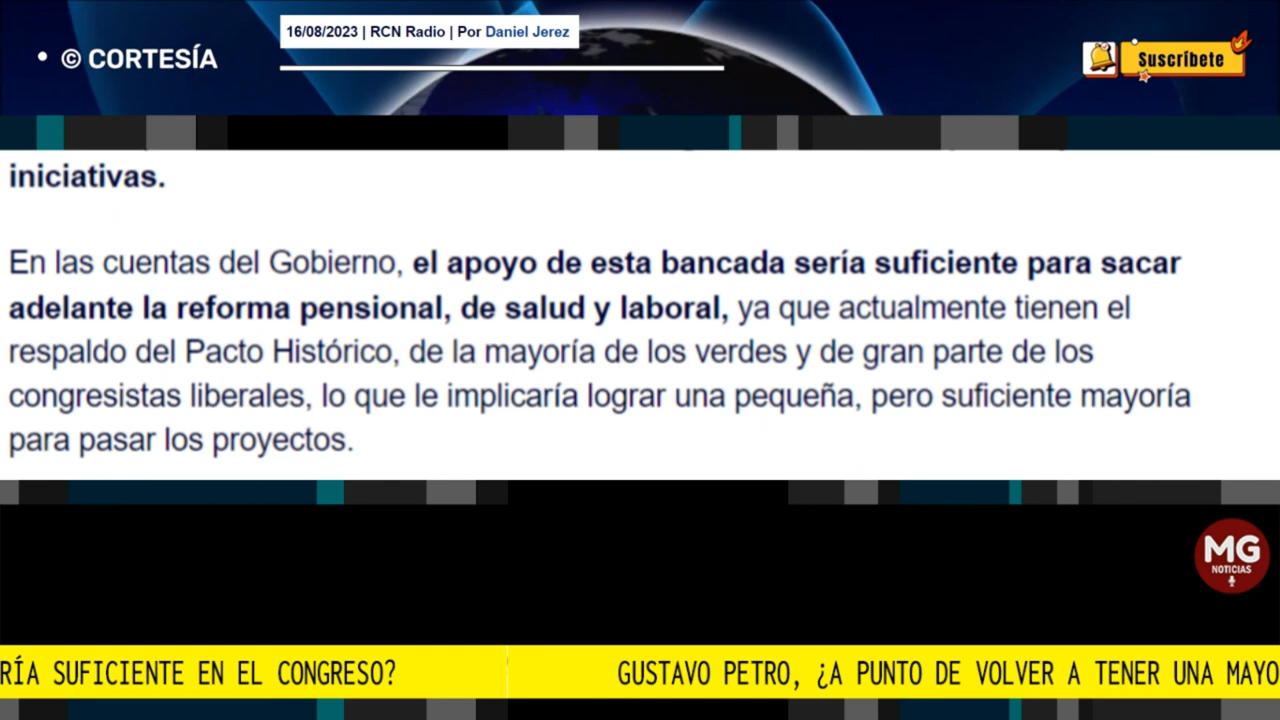 • © CORTESÍA
16/08/2023 | RCN Radio | Por Daniel Jerez
Suscríbete
iniciativas.
En las cuentas del Gobierno, el apoyo de esta bancada sería suficiente para sacar
adelante la reforma pensional, de salud y laboral, ya que actualmente tienen el
respaldo del Pacto Histórico, de la mayoría de los verdes y de gran parte de los
congresistas liberales, lo que le implicaría lograr una pequeña, pero suficiente mayoría
para pasar los proyectos.
MG
NOTICIAS
RÍA SUFICIENTE EN EL CONGRESO? GUSTAVO PETRO, ¿A PUNTO DE VOLVER A TENER UNA MAYO